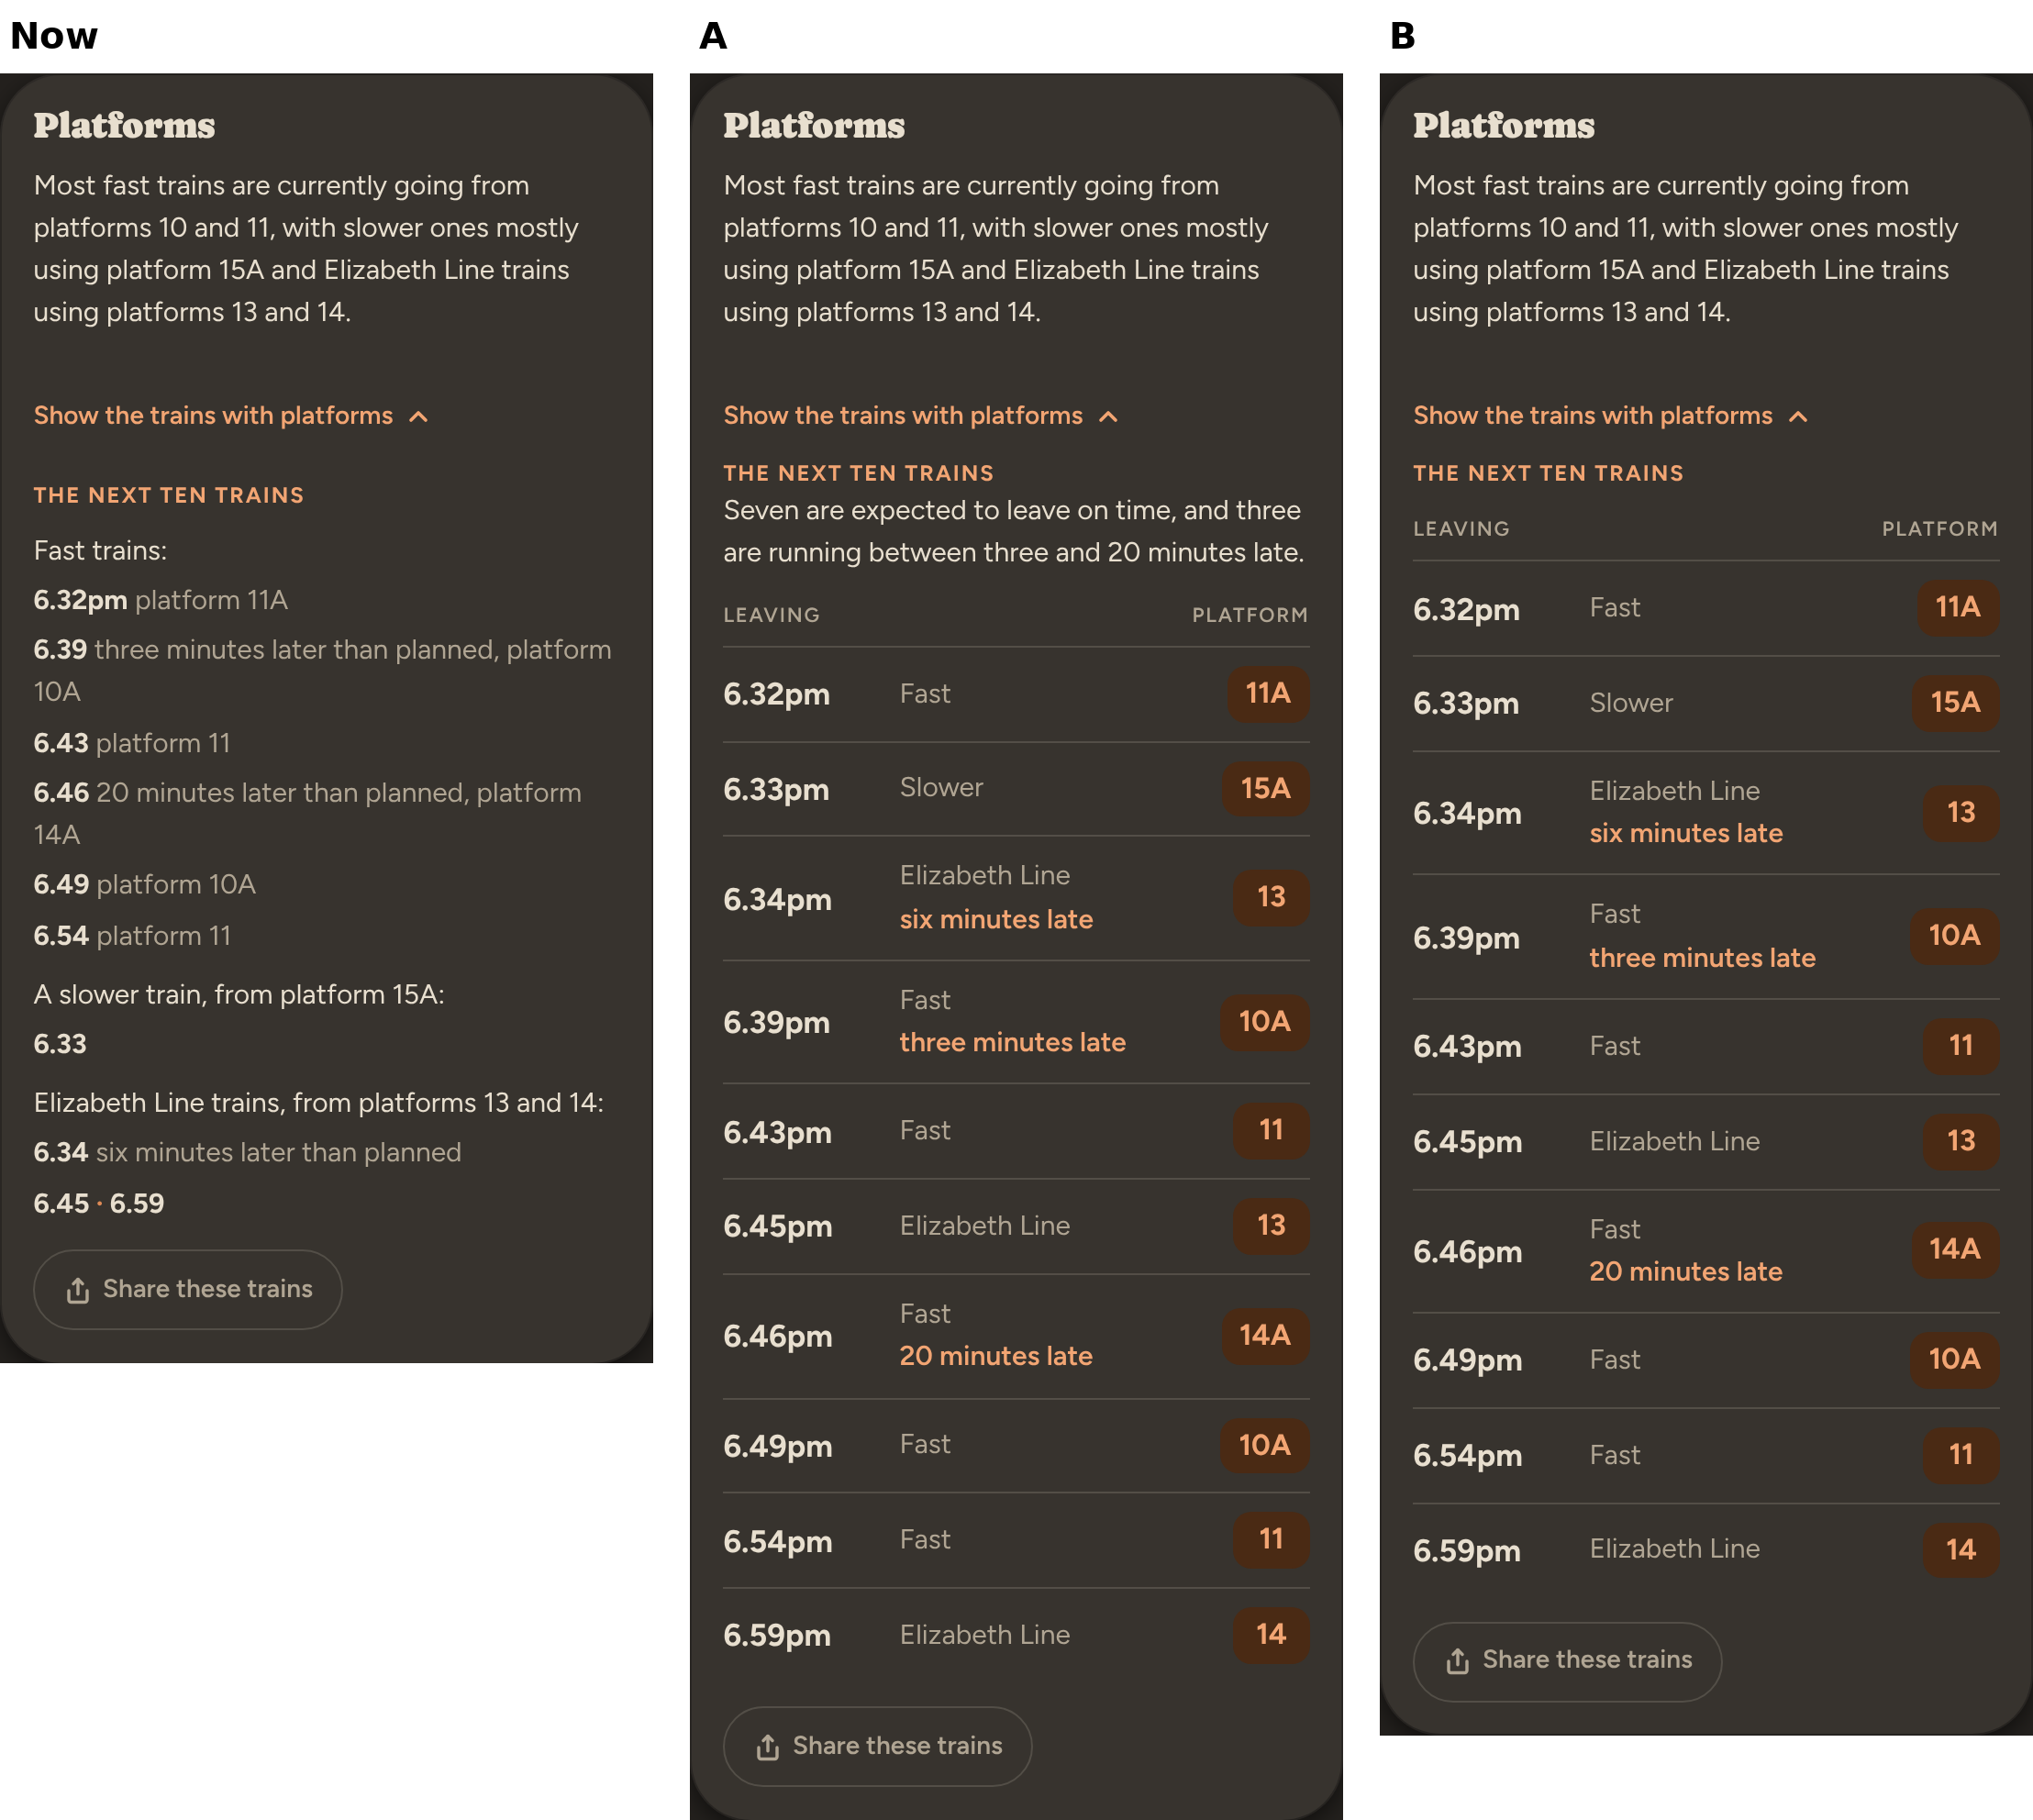 Now
Platforms
Most fast trains are currently going from
platforms 10 and 11, with slower ones mostly
using platform 15A and Elizabeth Line trains
using platforms 13 and 14.
Show the trains with platforms
THE NEXT TEN TRAINS
Fast trains:
6.32pm platform 11A
6.39 three minutes later than planned, platform
10A
6.43 platform 11
6.46 20 minutes later than planned, platform
14A
6.49 platform 10A
6.54 platform 11
A slower train, from platform 15A:
6.33
Elizabeth Line trains, from platforms 13 and 14:
6.34 six minutes later than planned
6.45 · 6.59
Share these trains
A
Platforms
Most fast trains are currently going from
platforms 10 and 11, with slower ones mostly
using platform 15A and Elizabeth Line trains
using platforms 13 and 14.
Show the trains with platforms
THE NEXT TEN TRAINS
Seven are expected to leave on time, and three
are running between three and 20 minutes late.
LEAVING PLATFORM
6.32pm Fast 11A
6.33pm Slower 15A
6.34pm Elizabeth Line 13
six minutes late
6.39pm Fast 10A
three minutes late
6.43pm Fast 11
6.45pm Elizabeth Line 13
6.46pm Fast 14A
20 minutes late
6.49pm Fast 10A
6.54pm Fast 11
6.59pm Elizabeth Line 14
Share these trains
B
Platforms
Most fast trains are currently going from
platforms 10 and 11, with slower ones mostly
using platform 15A and Elizabeth Line trains
using platforms 13 and 14.
Show the trains with platforms
THE NEXT TEN TRAINS
LEAVING PLATFORM
6.32pm Fast 11A
6.33pm Slower 15A
6.34pm Elizabeth Line 13
six minutes late
6.39pm Fast 10A
three minutes late
6.43pm Fast 11
6.45pm Elizabeth Line 13
6.46pm Fast 14A
20 minutes late
6.49pm Fast 10A
6.54pm Fast 11
6.59pm Elizabeth Line 14
Share these trains